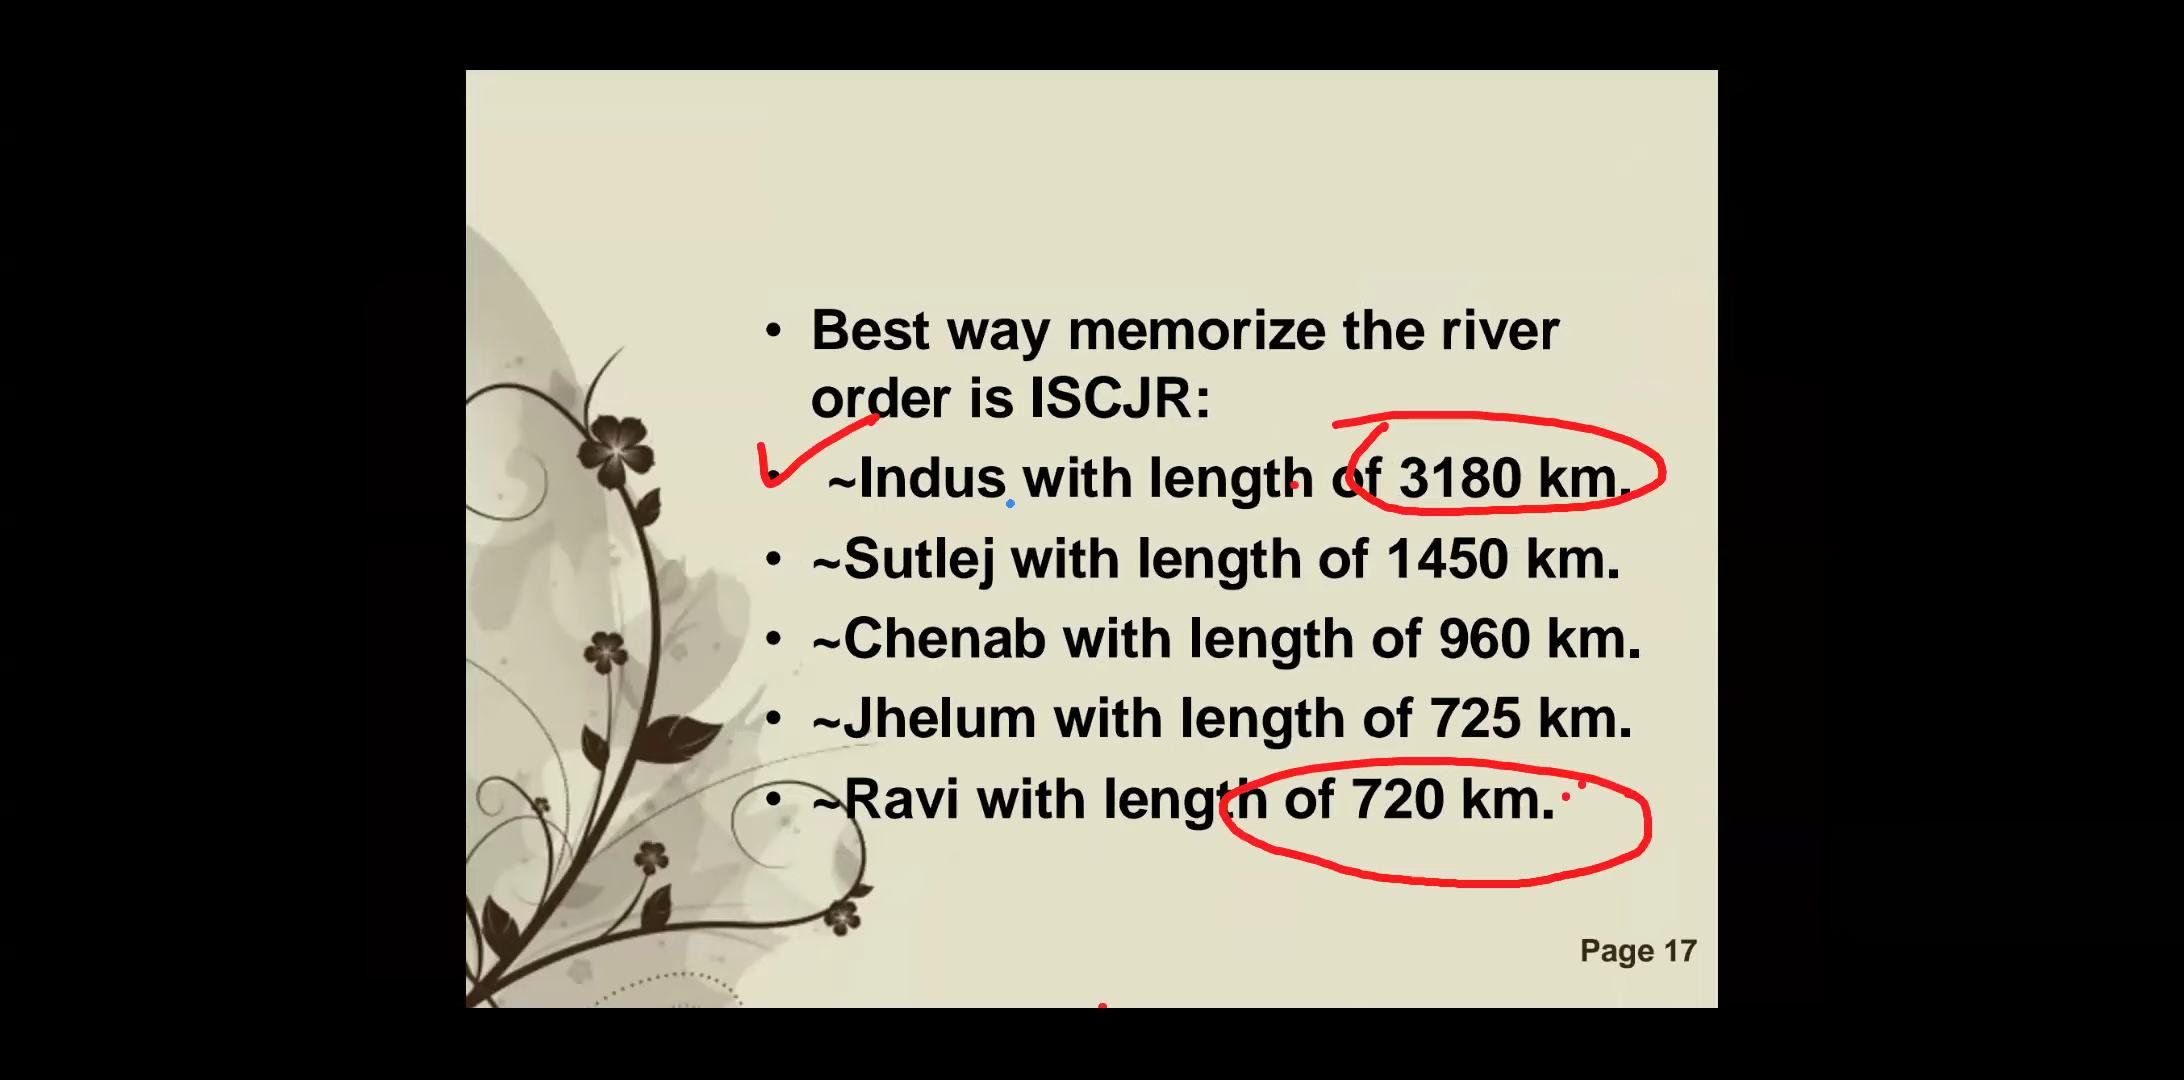 • Best way memorize the river
order is ISCJR:
• ~Indus with length of 3180 km.
• ~Sutlej with length of 1450 km.
• ~Chenab with length of 960 km.
• ~Jhelum with length of 725 km.
• ~Ravi with length of 720 km.
Page 17